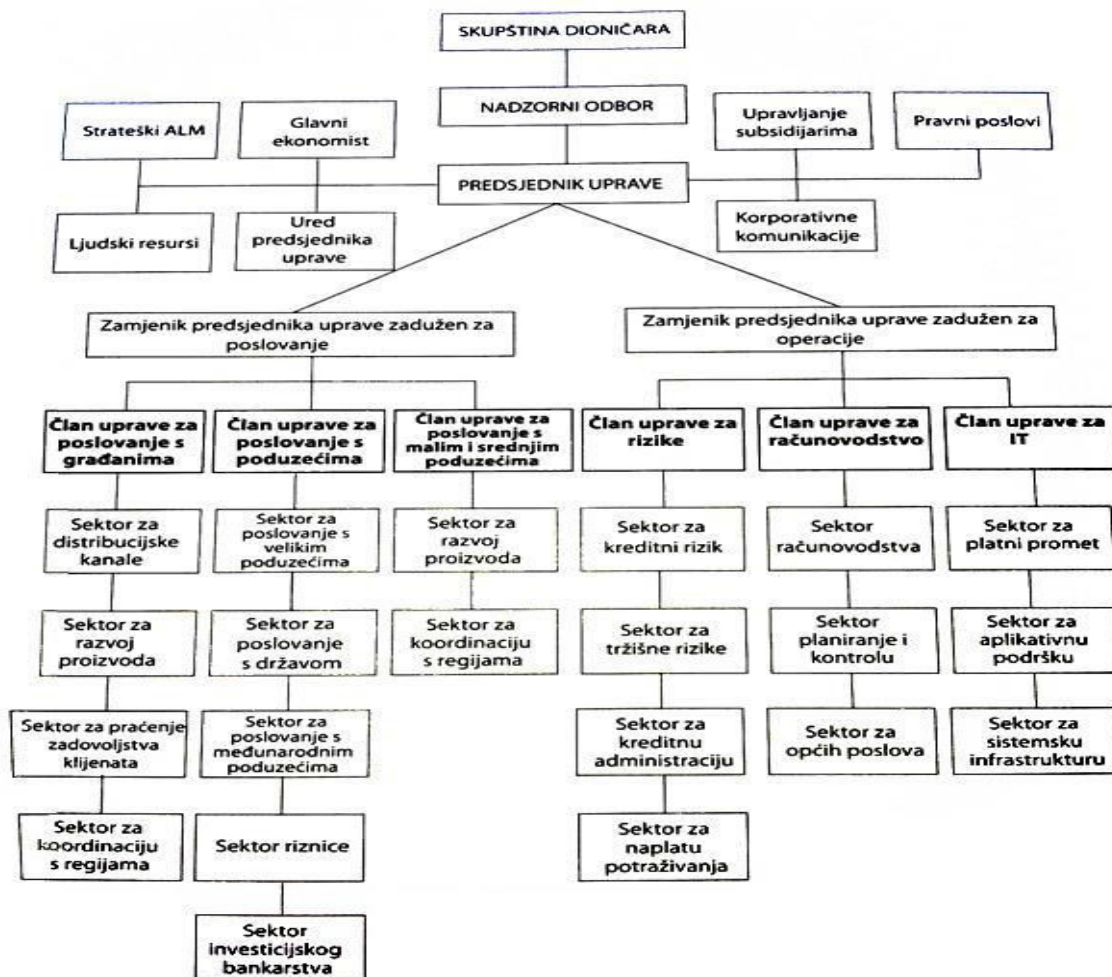 SKUPŠTINA DIONIČARA
NADZORNI ODBOR
Strateški ALM
Glavni
ekonomist
Upravljanje
subsidijarima
Pravni poslovi
PREDSJEDNIK UPRAVE
Ljudski resursi
Ured
predsjednika
uprave
Korporativne
komunikacije
Zamjenik predsjednika uprave zadužen za
poslovanje
Zamjenik predsjednika uprave zadužen za
operacije
Član uprave za
poslovanje s
građanima
Član uprave za
poslovanje s
poduzećima
Član uprave za
poslovanje s
malim i srednjim
poduzećima
Član uprave za
rizike
Član uprave za
računovodstvo
Član uprave za
IT
Sektor za
distribucijske
kanale
Sektor za
poslovanje s
velikim
poduzećima
Sektor za
razvoj
proizvoda
Sektor za
kreditni rizik
Sektor
računovodstva
Sektor za
platni promet
Sektor za
razvoj
proizvoda
Sektor za
poslovanje
s državom
Sektor za
koordinaciju
s regijama
Sektor za
tržišne rizike
Sektor
planiranje i
kontrolu
Sektor za
aplikativnu
podršku
Sektor za praćenje
zadovoljstva
klijenata
Sektor za
poslovanje s
međunarodnim
poduzećima
Sektor za
kreditnu
administraciju
Sektor za
općih poslova
Sektor za
sistemsku
infrastrukturu
Sektor za
koordinaciju
s regijama
Sektor riznice
Sektor za
naplatu
potraživanja
Sektor
investicijskog
bankarstva